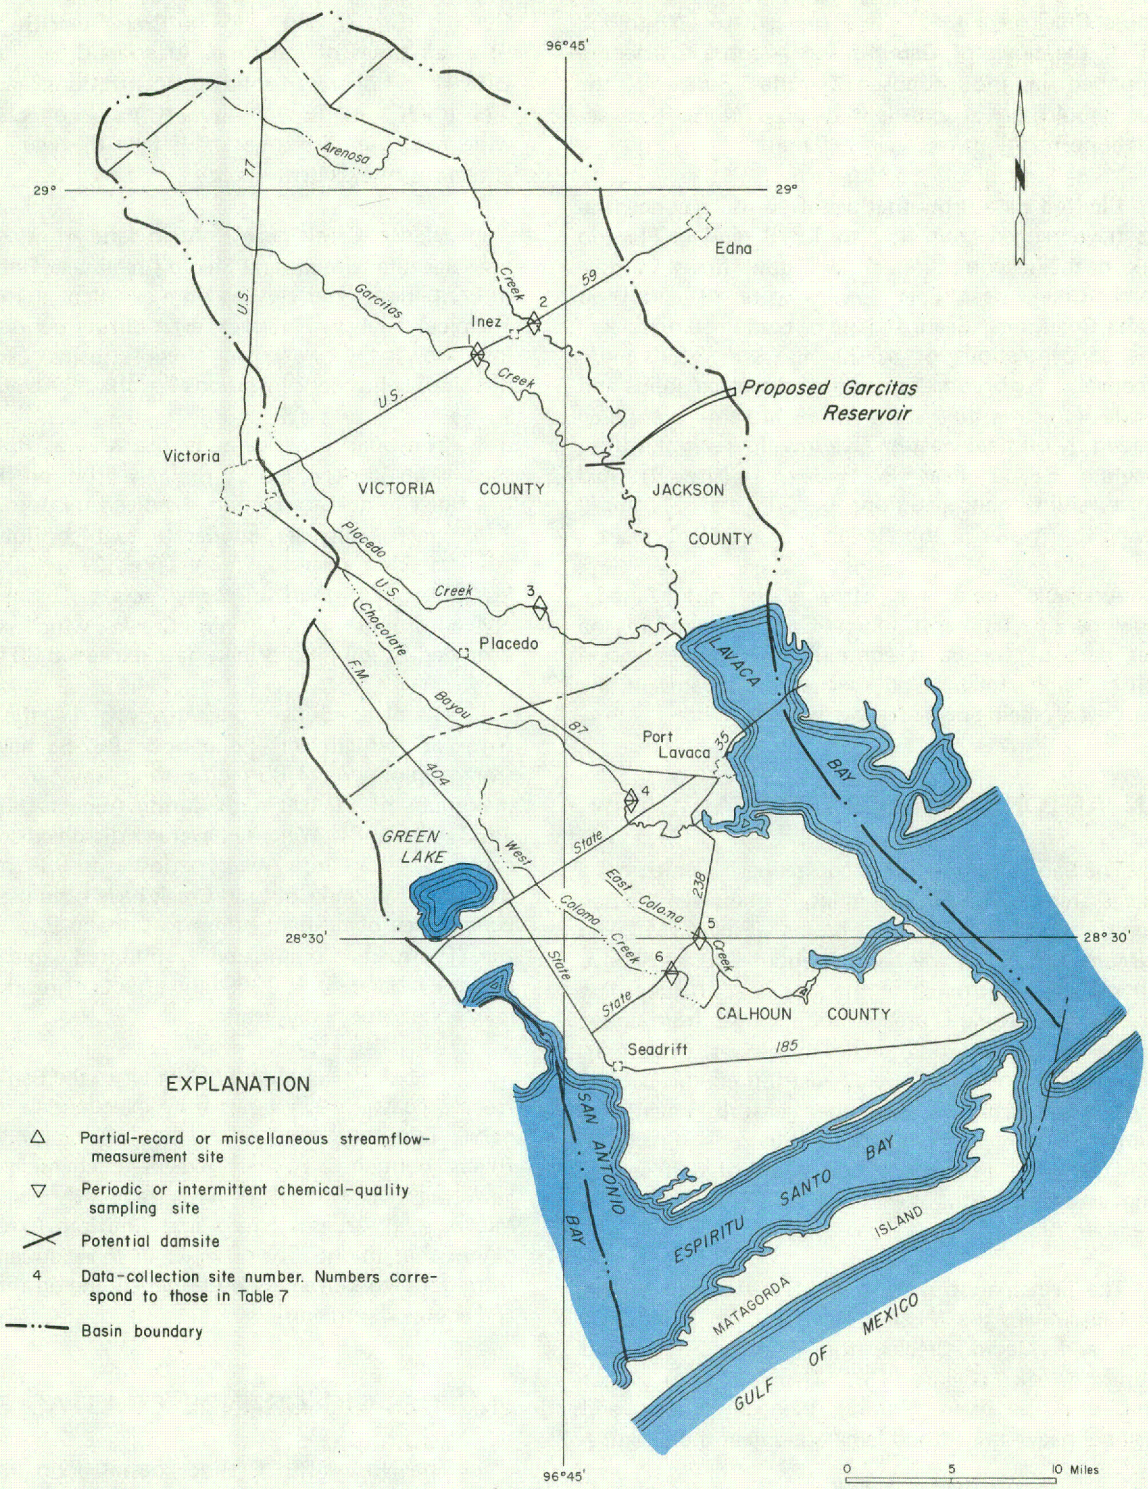 96°45'
Arenosa
77
29°
29°
Edna
59
Creek
2
Garcitas
U.S.
Inez
1
Creek
U.S.
Proposed Garcitas
Reservoir
Victoria
VICTORIA COUNTY
JACKSON
COUNTY
Placedo
U.S.
Creek
3
Chocolate
Placedo
LAVACA
F.M.
Bayou
87
Port
Lavaca
35
BAY
404
4
GREEN
LAKE
State
West
East Coloma
238
Coloma
5
28°30'
28°30'
Creek
Creek
6
State
State
CALHOUN COUNTY
Seadrift
185
EXPLANATION
Partial-record or miscellaneous streamflow-
measurement site
Periodic or intermittent chemical-quality
sampling site
Potential damsite
4
Data-collection site number. Numbers corre-
spond to those in Table 7
Basin boundary
SAN ANTONIO
BAY
ESPIRITU SANTO BAY
MATAGORDA ISLAND
GULF OF MEXICO
96°45'
0 5 10 Miles